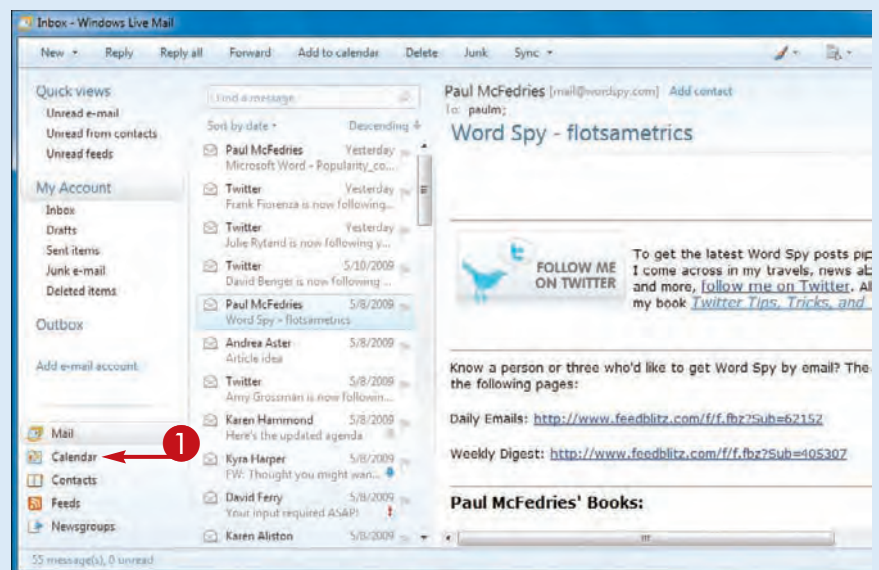 Inbox - Windows Live Mail
New Reply Reply all Forward Add to calendar Delete Junk Sync
Quick views
Unread e-mail
Unread from contacts
Unread feeds
My Account
Inbox
Drafts
Sent items
Junk e-mail
Deleted items
Outbox
Add e-mail account
Mail
Calendar
1
Contacts
Feeds
Newsgroups
Find a message
Sort by date Descending
Paul McFedries Yesterday
Microsoft Word - Popularity_co...
Twitter Yesterday
Frank Fiorenza is now following...
Twitter Yesterday
Julie Rytand is now following y...
Twitter 5/10/2009
David Benger is now following ...
Paul McFedries 5/8/2009
Word Spy - flotsametrics
Andrea Aster 5/8/2009
Article idea
Twitter 5/8/2009
Amy Grossman is now followin...
Karen Hammond 5/8/2009
Here's the updated agenda
Kyra Harper 5/8/2009
FW: Thought you might wan...
David Ferry 5/8/2009
Your input required ASAP!
Karen Aliston 5/8/2009
Paul McFedries [mail@wordspy.com] Add contact
To: paulm;
Word Spy - flotsametrics
FOLLOW ME
ON TWITTER
To get the latest Word Spy posts pip
I come across in my travels, news ab
and more, follow me on Twitter. Al
my book Twitter Tips, Tricks, and
Know a person or three who'd like to get Word Spy by email? The
the following pages:
Daily Emails: http://www.feedblitz.com/f/f.fbz?Sub=62152
Weekly Digest: http://www.feedblitz.com/f/f.fbz?Sub=405307
Paul McFedries' Books:
55 message(s), 0 unread